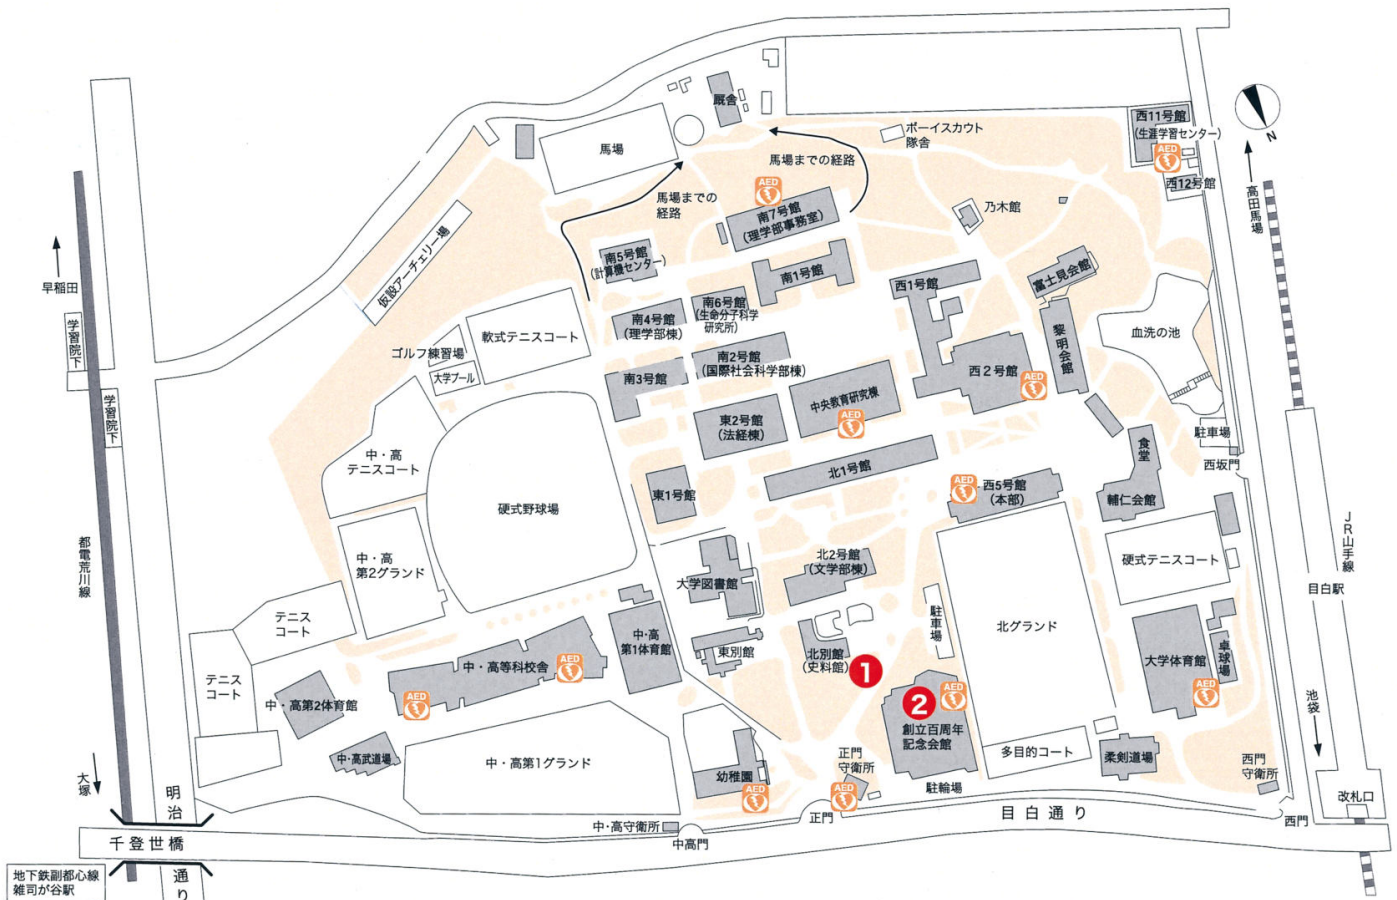 厩舎
馬場
ボーイスカウト
隊舎
西11号館
(生涯学習センター)
AED
西12号館
N
高田馬場
馬場までの経路
馬場までの
経路
AED
南7号館
(理学部事務室)
乃木館
南5号館
(計算機センター)
南1号館
西1号館
富士見会館
仮設アーチェリー場
早稲田
学習院下
学習院下
南4号館
(理学部棟)
南6号館
(生命分子科学
研究所)
軟式テニスコート
ゴルフ練習場
大学プール
南3号館
南2号館
(国際社会科学部棟)
西2号館
AED
黎明会館
血洗の池
中央教育研究棟
AED
東2号館
(法経棟)
中・高
テニスコート
北1号館
食堂
駐車場
西坂門
東1号館
AED
西5号館
(本部)
輔仁会館
硬式野球場
都電荒川線
中・高
第2グランド
北2号館
(文学部棟)
大学図書館
硬式テニスコート
JR山手線
目白駅
テニス
コート
駐車場
北グランド
中・高
第1体育館
東別館
北別館
(史料館)
1
中・高等科校舎
AED
AED
テニス
コート
中・高第2体育館
2
AED
創立百周年
記念会館
大学体育館
AED
卓球場
池袋
中・高武道場
中・高第1グランド
幼稚園
AED
正門
守衛所
AED
多目的コート
柔剣道場
西門
守衛所
駐輪場
大塚
明治
通り
千登世橋
中・高守衛所
中高門
正門
目白通り
西門
改札口
地下鉄副都心線
雑司が谷駅